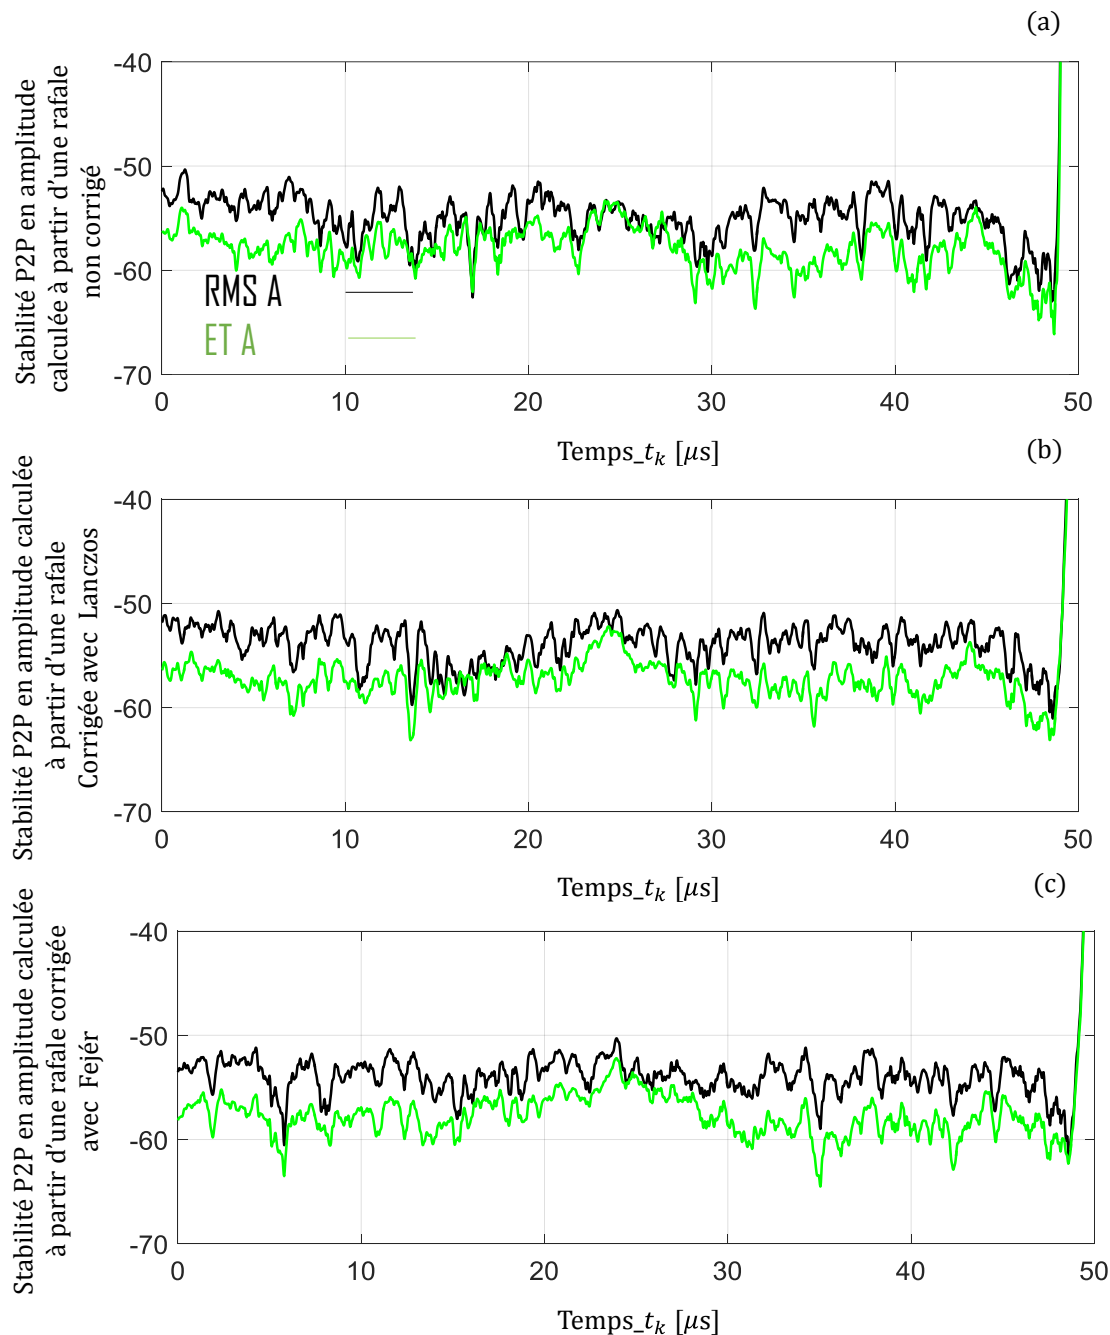 (a)
Stabilité P2P en amplitude
calculée à partir d'une rafale
non corrigé
-40
-50
-60
-70
RMS A
ET A
0 10 20 30 40 50
Temps_t_k [μs]
(b)
Stabilité P2P en amplitude calculée
à partir d'une rafale
Corrigée avec Lanczos
-40
-50
-60
-70
0 10 20 30 40 50
Temps_t_k [μs]
(c)
Stabilité P2P en amplitude calculée
à partir d'une rafale corrigée
avec Fejér
-40
-50
-60
-70
0 10 20 30 40 50
Temps_t_k [μs]